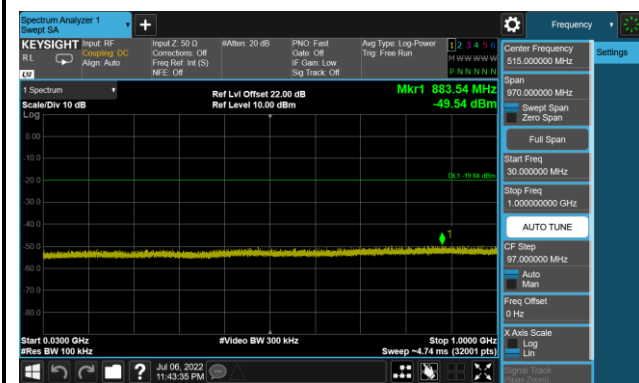 Spectrum Analyzer 1
Swept SA
Frequency
KEYSIGHT
RL
LXI
Input: RF
Coupling: DC
Align: Auto
Input Z: 50 Ω
Corrections: Off
Freq Ref: Int (S)
NFE: Off
#Atten: 20 dB
PNO: Fast
Gate: Off
IF Gain: Low
Sig Track: Off
Avg Type: Log-Power
Trig: Free Run
1 2 3 4 5 6
M W W W W W
P N N N N N
Center Frequency
515.000000 MHz
Settings
Span
970.000000 MHz
Swept Span
Zero Span
Full Span
Start Freq
30.000000 MHz
Stop Freq
1.000000000 GHz
AUTO TUNE
CF Step
97.000000 MHz
Auto
Man
Freq Offset
0 Hz
X Axis Scale
Log
Lin
Signal Track
(Span Zoom)
1 Spectrum
Scale/Div 10 dB
Log
Ref Lvl Offset 22.00 dB
Ref Level 10.00 dBm
Mkr1 883.54 MHz
-49.54 dBm
0.00
-10.0
-20.0
DL1 -19.84 dBm
-30.0
-40.0
1
-50.0
-60.0
-70.0
-80.0
Start 0.0300 GHz
#Res BW 100 kHz
#Video BW 300 kHz
Stop 1.0000 GHz
Sweep ~4.74 ms (32001 pts)
Jul 06, 2022
11:43:35 PM